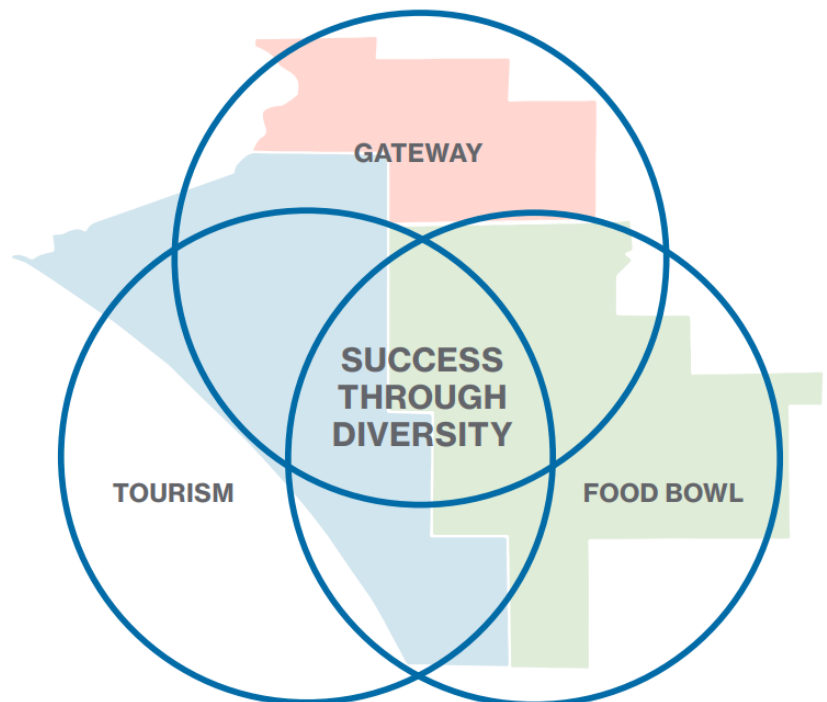 GATEWAY
SUCCESS
THROUGH
DIVERSITY
TOURISM
FOOD BOWL